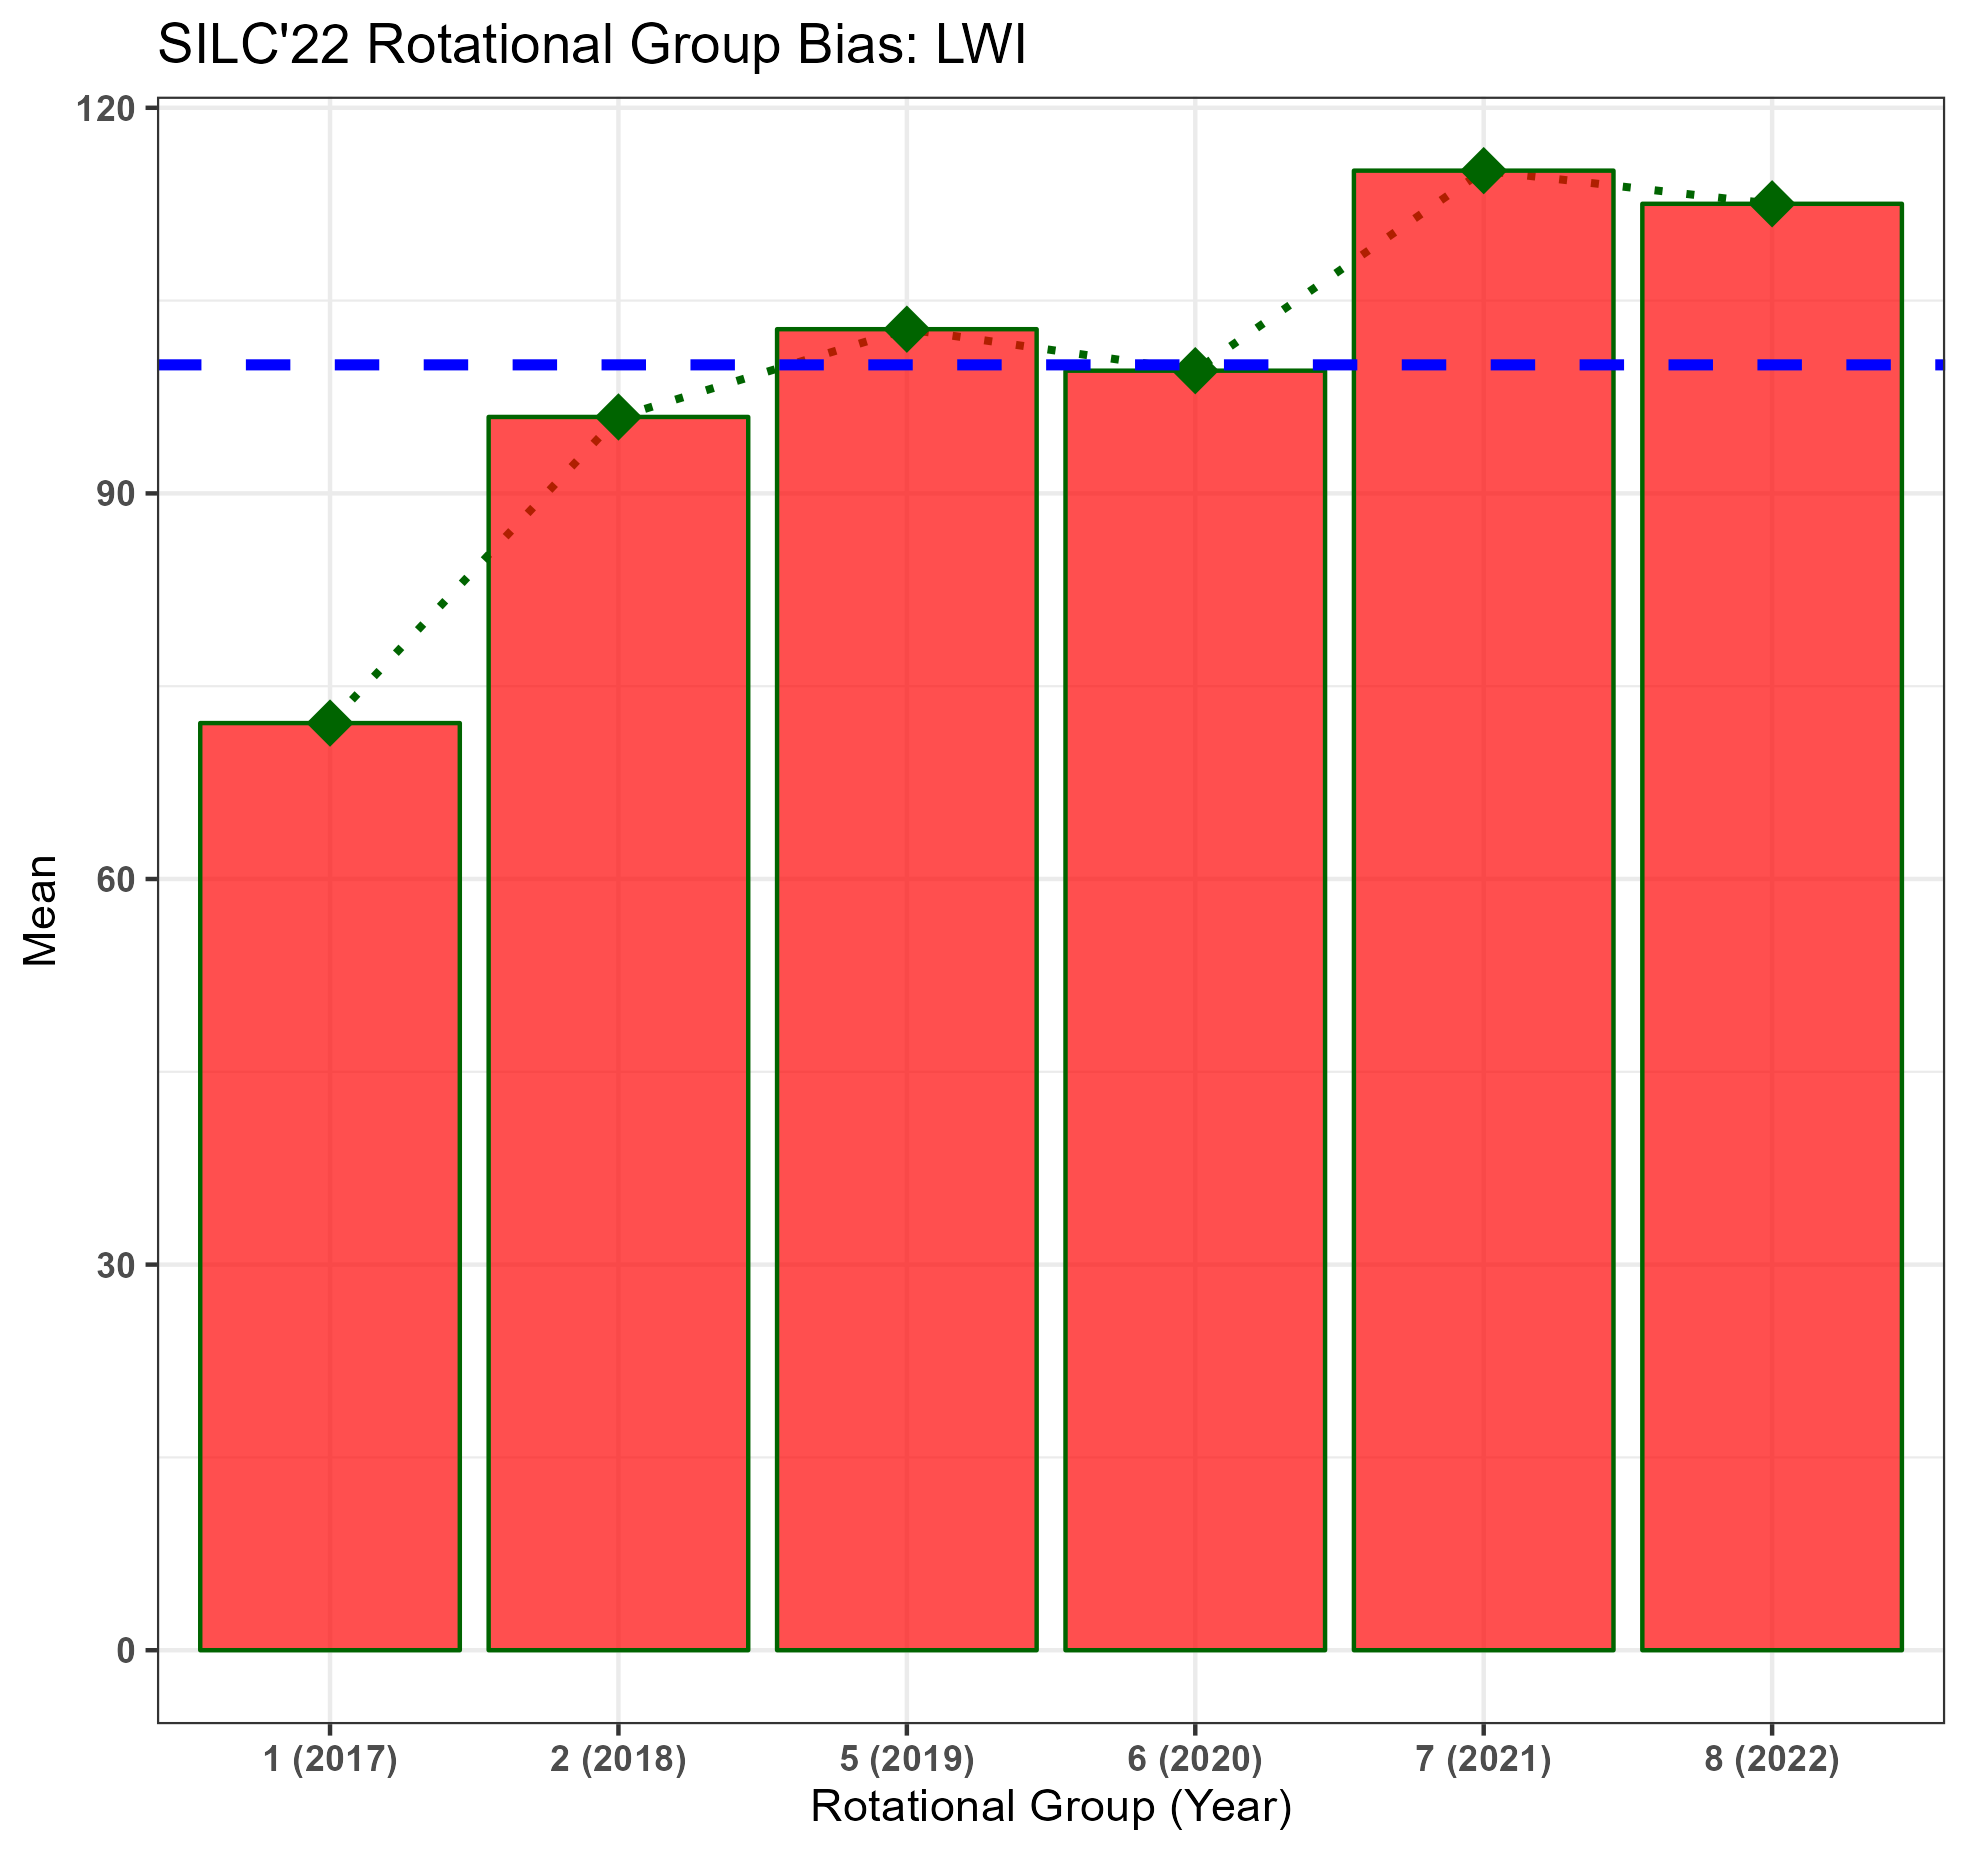 SILC'22 Rotational Group Bias: LWI
120
90
60
30
0
Mean
1 (2017) 2 (2018) 5 (2019) 6 (2020) 7 (2021) 8 (2022)
Rotational Group (Year)